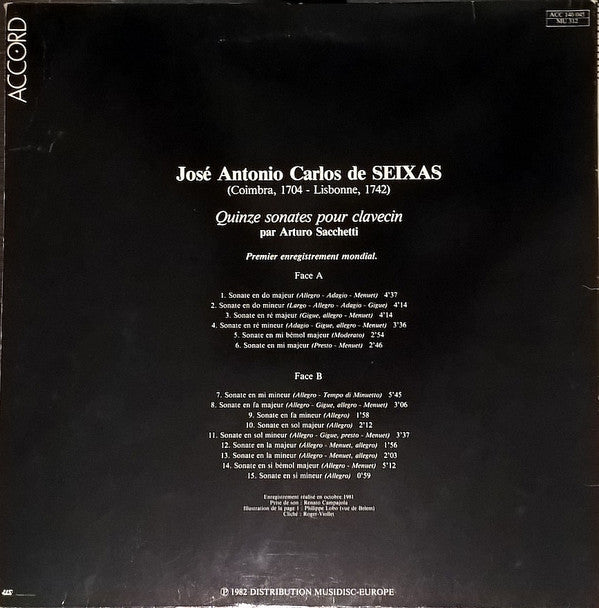 ACCORD
ACC 140 045
MU 312
José Antonio Carlos de SEIXAS
(Coimbra, 1704 - Lisbonne, 1742)
Quinze sonates pour clavecin
par Arturo Sacchetti
Premier enregistrement mondial.
Face A
1. Sonate en do majeur (Allegro - Adagio - Menuet) 4'37
2. Sonate en do mineur (Largo - Allegro - Adagio - Gigue) 4'14
3. Sonate en ré majeur (Gigue, allegro - Menuet) 4'14
4. Sonate en ré mineur (Adagio - Gigue, allegro - Menuet) 3'36
5. Sonate en mi bémol majeur (Moderato) 2'54
6. Sonate en mi majeur (Presto - Menuet) 2'46
Face B
7. Sonate en mi mineur (Allegro - Tempo di Minuetto) 5'45
8. Sonate en fa majeur (Allegro - Gigue, allegro - Menuet) 3'06
9. Sonate en fa mineur (Allegro) 1'58
10. Sonate en sol majeur (Allegro) 2'12
11. Sonate en sol mineur (Allegro - Gigue, presto - Menuet) 3'37
12. Sonate en la majeur (Allegro - Menuet, allegro) 1'56
13. Sonate en la mineur (Allegro - Menuet, allegro) 2'03
14. Sonate en si bémol majeur (Allegro - Menuet) 5'12
15. Sonate en si mineur (Allegro) 0'59
Enregistrement réalisé en octobre 1981
Prise de son : Renato Campajola
Illustration de la page 1 : Philippe Lobo (vue de Belem)
Cliché : Roger-Viollet
Ⓟ 1982 DISTRIBUTION MUSIDISC-EUROPE